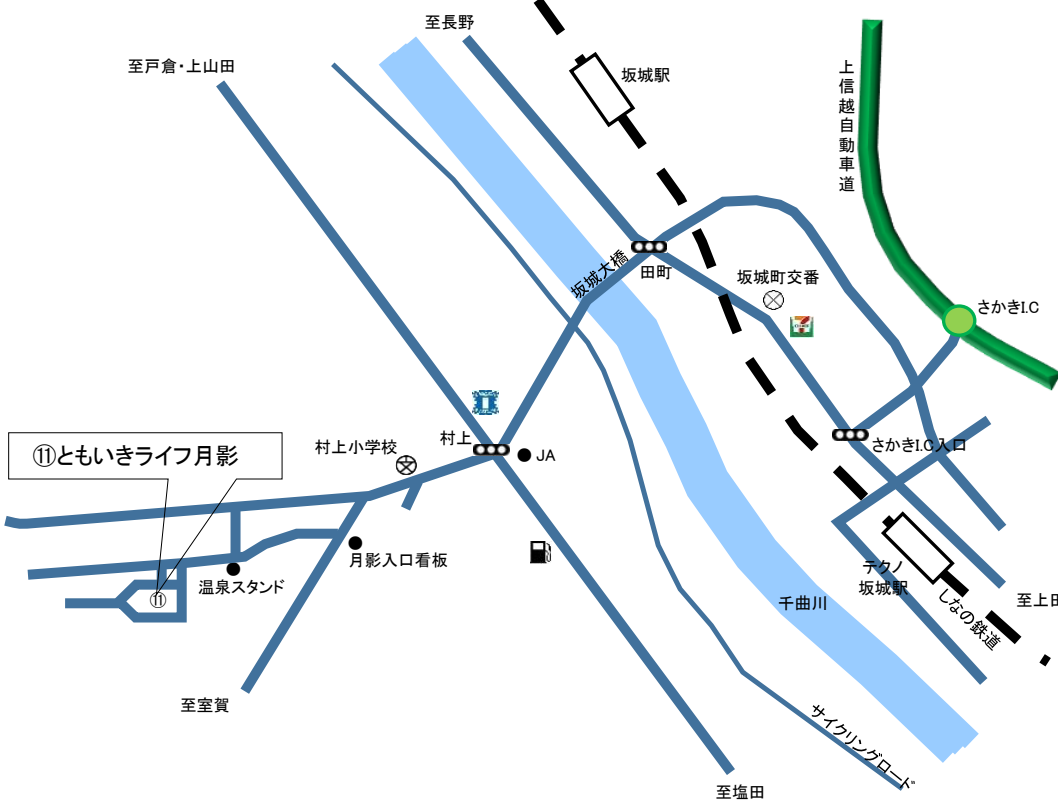 至長野
至戸倉・上山田
坂城駅
上信越自動車道
坂城大橋
田町
坂城町交番
さかきI.C
⑪ともいきライフ月影
村上小学校
文
村上
JA
さかきI.C入口
月影入口看板
温泉スタンド
⑪
テクノ
坂城駅
千曲川
しなの鉄道
至上田
至室賀
サイクリングロード
至塩田